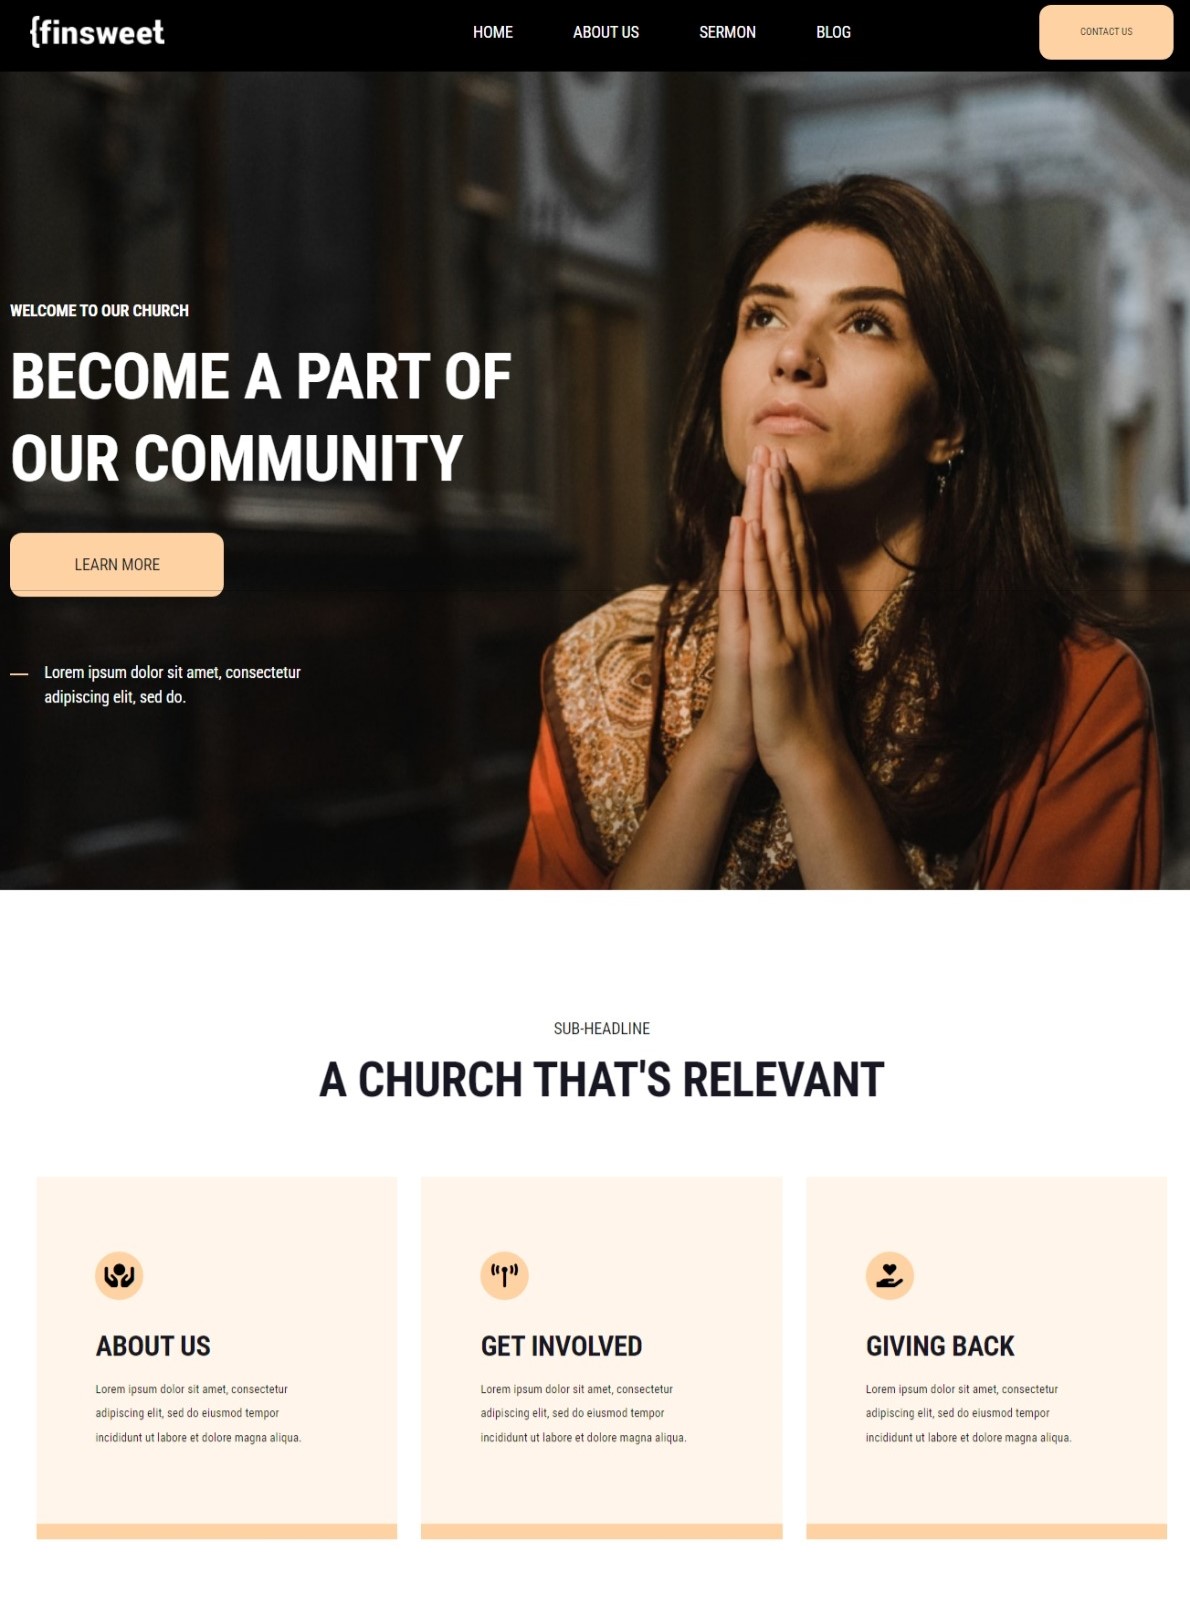 {finsweet
HOME ABOUT US SERMON BLOG CONTACT US
WELCOME TO OUR CHURCH
BECOME A PART OF
OUR COMMUNITY
LEARN MORE
Lorem ipsum dolor sit amet, consectetur
adipiscing elit, sed do.
SUB-HEADLINE
A CHURCH THAT'S RELEVANT
ABOUT US
Lorem ipsum dolor sit amet, consectetur
adipiscing elit, sed do eiusmod tempor
incididunt ut labore et dolore magna aliqua.
GET INVOLVED
Lorem ipsum dolor sit amet, consectetur
adipiscing elit, sed do eiusmod tempor
incididunt ut labore et dolore magna aliqua.
GIVING BACK
Lorem ipsum dolor sit amet, consectetur
adipiscing elit, sed do eiusmod tempor
incididunt ut labore et dolore magna aliqua.